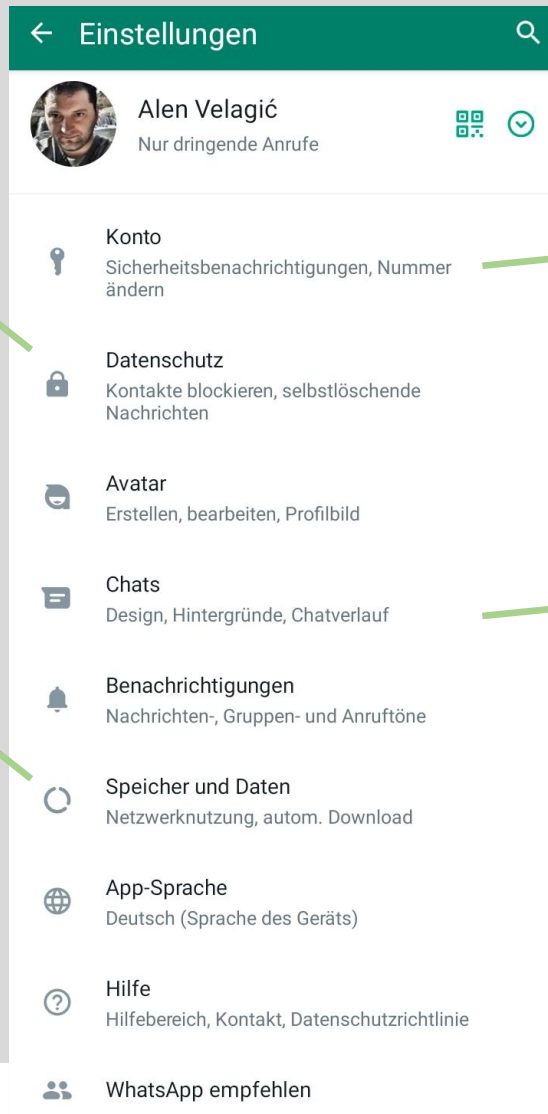 Einstellungen
Alen Velagić
Nur dringende Anrufe
Konto
Sicherheitsbenachrichtigungen, Nummer
ändern
Datenschutz
Kontakte blockieren, selbstlöschende
Nachrichten
Avatar
Erstellen, bearbeiten, Profilbild
Chats
Design, Hintergründe, Chatverlauf
Benachrichtigungen
Nachrichten-, Gruppen- und Anruftöne
Speicher und Daten
Netzwerknutzung, autom. Download
App-Sprache
Deutsch (Sprache des Geräts)
Hilfe
Hilfebereich, Kontakt, Datenschutzrichtlinie
WhatsApp empfehlen